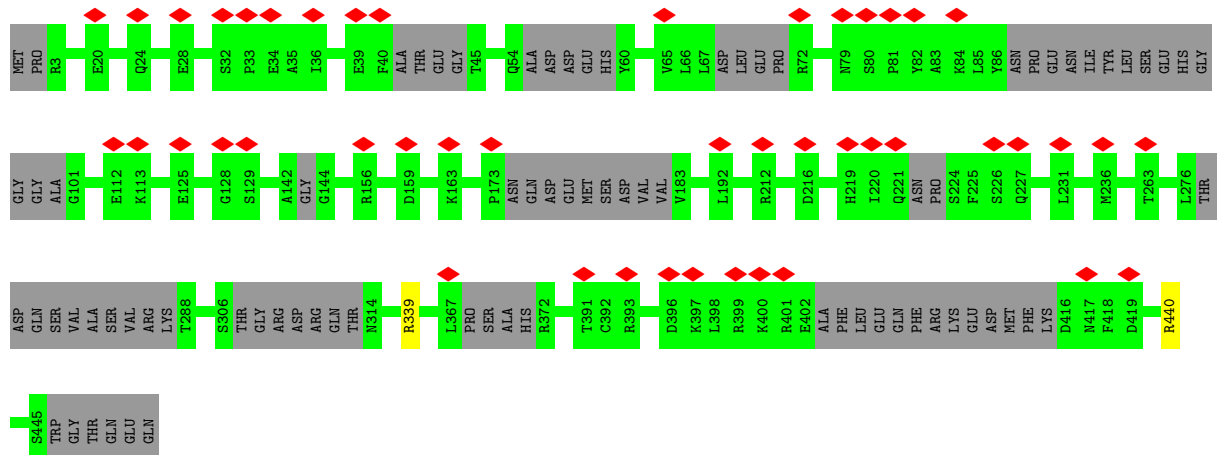 MET PRO R3 E20 Q24 E28 S32 P33 E34 A35 I36 E39 F40 ALA THR GLU GLY T45 Q54 ALA ASP ASP GLU HIS Y60 V65 L66 L67 ASP LEU GLU PRO R72 N79 S80 P81 Y82 A83 K84 L85 Y86 ASN PRO GLU ASN ILE TYR LEU SER GLU HIS GLY
GLY GLY ALA G101 E112 K113 E125 G128 S129 A142 GLY G144 R156 D159 K163 P173 ASN GLN ASP GLU MET SER ASP VAL VAL V183 L192 R212 D216 H219 I220 Q221 ASN PRO S224 F225 S226 Q227 L231 M236 T263 L276 THR
ASP GLN SER VAL ALA SER VAL ARG LYS T288 S306 THR GLY ARG ASP ARG GLN THR N314 R339 L367 PRO SER ALA HIS R372 T391 C392 R393 D396 K397 L398 R399 K400 R401 E402 ALA PHE LEU GLU GLN PHE ARG LYS GLU ASP MET PHE LYS D416 N417 F418 D419 R440
S445 TRP GLY THR GLN GLU GLN